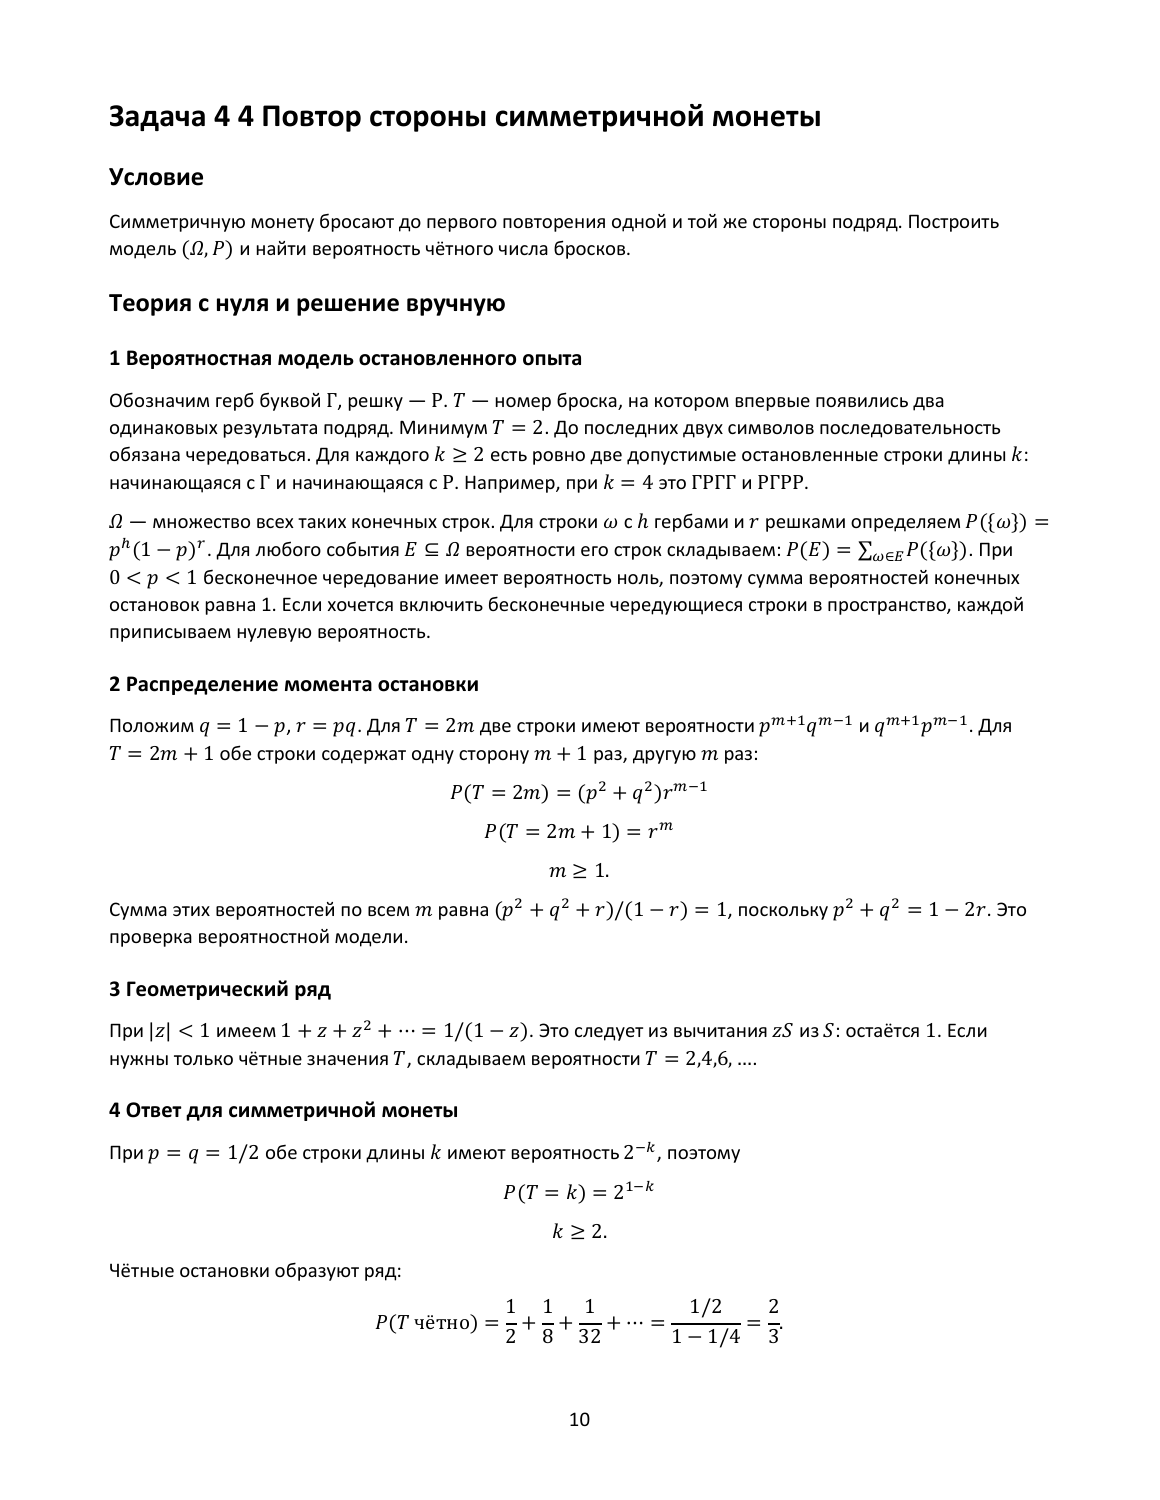 Задача 4 4 Повтор стороны симметричной монеты
Условие
Симметричную монету бросают до первого повторения одной и той же стороны подряд. Построить
модель (Ω, P) и найти вероятность чётного числа бросков.
Теория с нуля и решение вручную
1 Вероятностная модель остановленного опыта
Обозначим герб буквой Г, решку — Р. T — номер броска, на котором впервые появились два
одинаковых результата подряд. Минимум T = 2. До последних двух символов последовательность
обязана чередоваться. Для каждого k ≥ 2 есть ровно две допустимые остановленные строки длины k:
начинающаяся с Г и начинающаяся с Р. Например, при k = 4 это ГРГГ и РГРР.
Ω — множество всех таких конечных строк. Для строки ω с h гербами и r решками определяем P({ω}) =
p^h(1 − p)^r. Для любого события E ⊆ Ω вероятности его строк складываем: P(E) = ∑_{ω∈E} P({ω}). При
0 < p < 1 бесконечное чередование имеет вероятность ноль, поэтому сумма вероятностей конечных
остановок равна 1. Если хочется включить бесконечные чередующиеся строки в пространство, каждой
приписываем нулевую вероятность.
2 Распределение момента остановки
Положим q = 1 − p, r = pq. Для T = 2m две строки имеют вероятности p^{m+1}q^{m−1} и q^{m+1}p^{m−1}. Для
T = 2m + 1 обе строки содержат одну сторону m + 1 раз, другую m раз:
P(T = 2m) = (p² + q²)r^{m−1}
P(T = 2m + 1) = r^m
m ≥ 1.
Сумма этих вероятностей по всем m равна (p² + q² + r)/(1 − r) = 1, поскольку p² + q² = 1 − 2r. Это
проверка вероятностной модели.
3 Геометрический ряд
При |z| < 1 имеем 1 + z + z² + ⋯ = 1/(1 − z). Это следует из вычитания zS из S: остаётся 1. Если
нужны только чётные значения T, складываем вероятности T = 2,4,6, ....
4 Ответ для симметричной монеты
При p = q = 1/2 обе строки длины k имеют вероятность 2^{−k}, поэтому
P(T = k) = 2^{1−k}
k ≥ 2.
Чётные остановки образуют ряд:
P(T чётно) = 1/2 + 1/8 + 1/32 + ⋯ = (1/2)/(1 − 1/4) = 2/3.
10